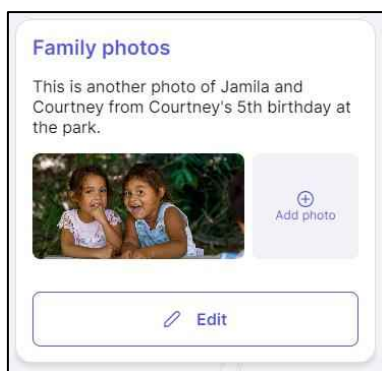 Family photos
This is another photo of Jamila and
Courtney from Courtney's 5th birthday at
the park.
Add photo
Edit